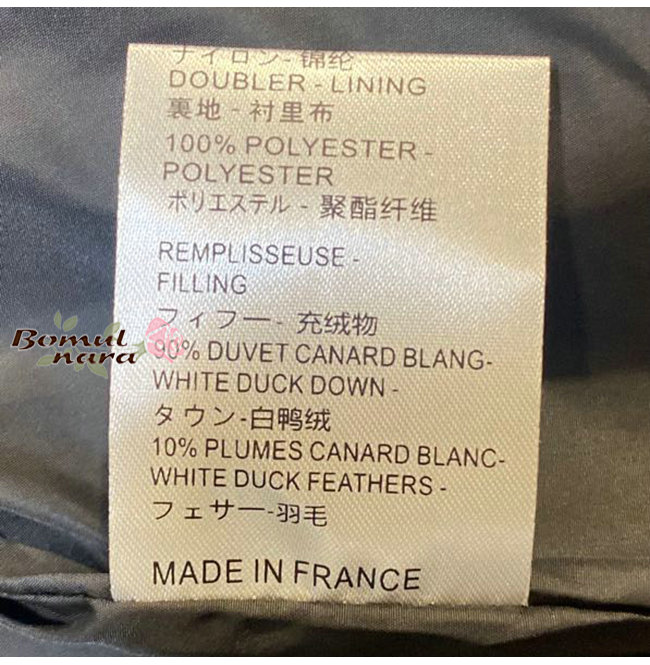 ナイロン-锦纶
DOUBLER - LINING
裏地 - 衬里布
100% POLYESTER -
POLYESTER
ポリエステル - 聚酯纤维
REMPLISSEUSE -
FILLING
フィフー - 充绒物
Bomul
nara
90% DUVET CANARD BLANG-
WHITE DUCK DOWN -
タウン-白鸭绒
10% PLUMES CANARD BLANC-
WHITE DUCK FEATHERS -
フェサー-羽毛
MADE IN FRANCE